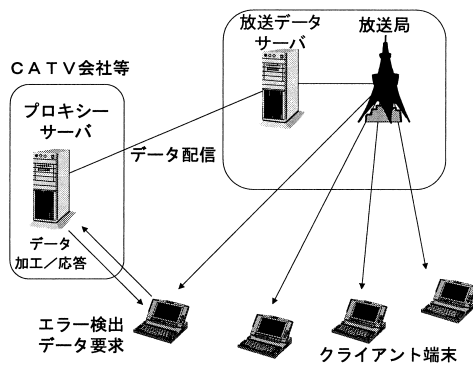 放送データ
サーバ
放送局
CATV会社等
プロキシー
サーバ
データ配信
データ
加工／応答
エラー検出
データ要求
クライアント端末